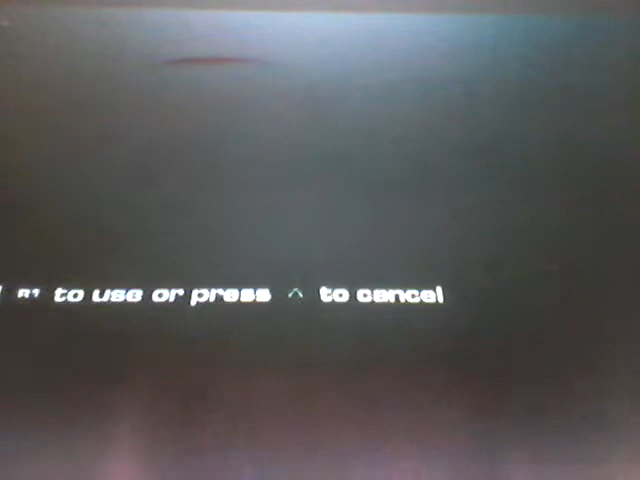 R1 to use or press △ to cancel